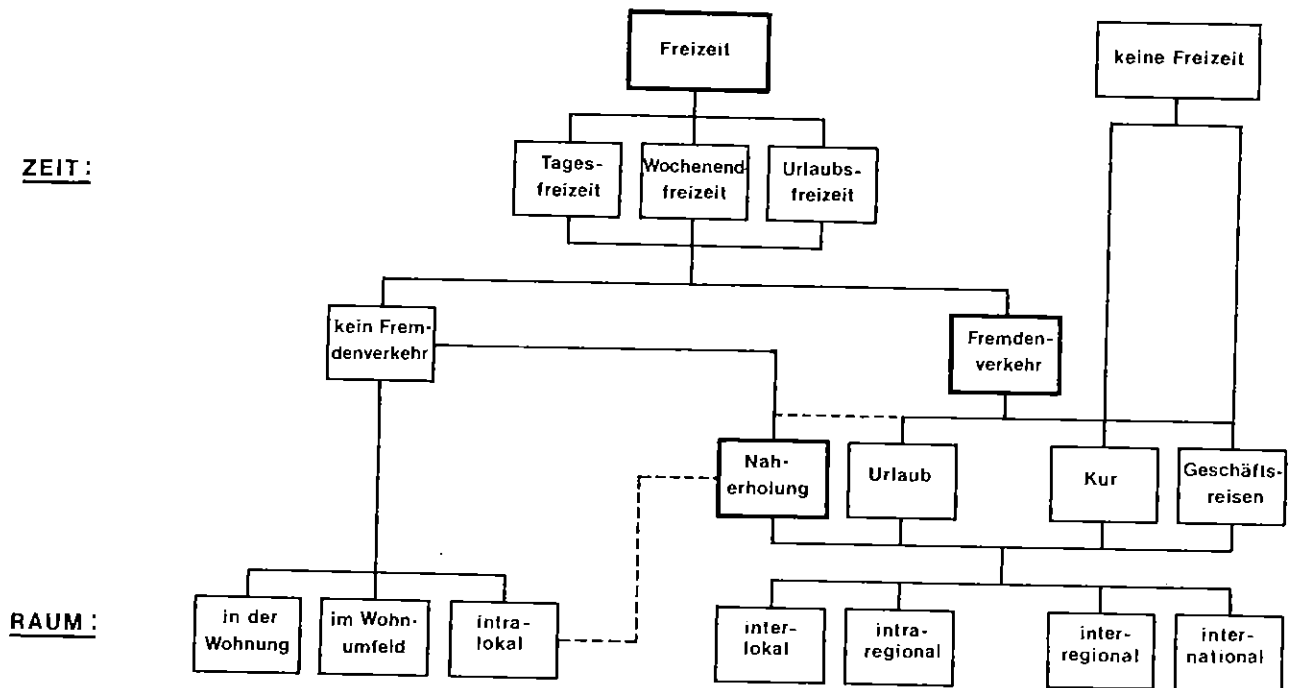 Freizeit
keine Freizeit
ZEIT:
Tages-
freizeit
Wochenend
freizeit
Urlaubs-
freizeit
kein Frem-
denverkehr
Fremden-
verkehr
Nah-
erholung
Urlaub
Kur
Geschäfts-
reisen
RAUM:
in der
Wohnung
im Wohn-
umfeld
intra-
lokal
inter-
lokal
intra-
regional
inter-
regional
inter-
national